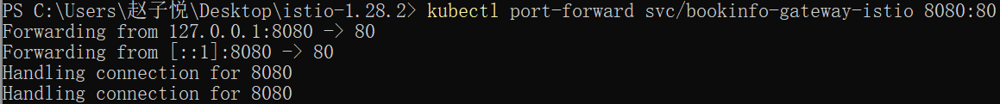 PS C:\Users\赵子悦\Desktop\istio-1.28.2> kubectl port-forward svc/bookinfo-gateway-istio 8080:80
Forwarding from 127.0.0.1:8080 -> 80
Forwarding from [::1]:8080 -> 80
Handling connection for 8080
Handling connection for 8080